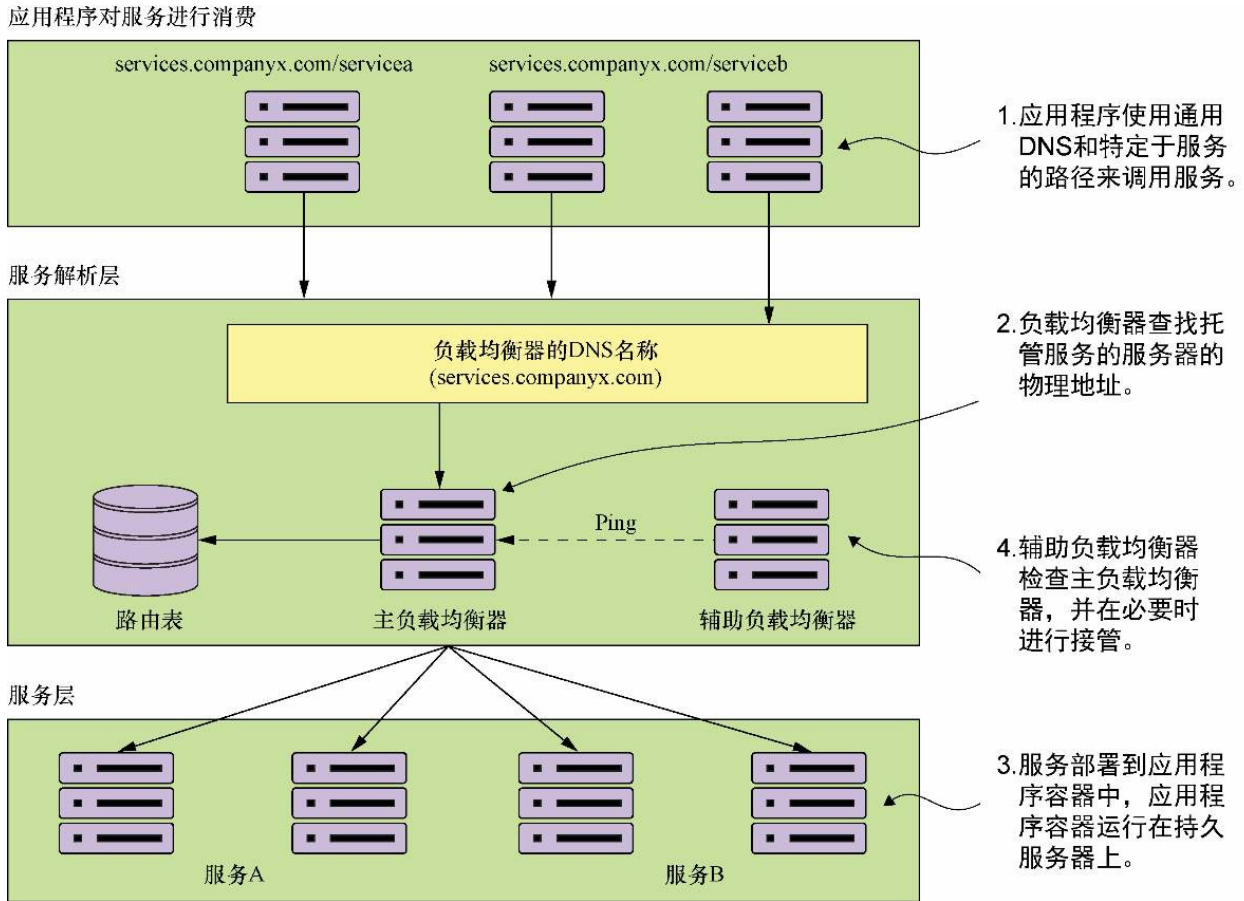 应用程序对服务进行消费
services.companyx.com/servicea
services.companyx.com/serviceb
1.应用程序使用通用
DNS和特定于服务
的路径来调用服务。
服务解析层
负载均衡器的DNS名称
(services.companyx.com)
2.负载均衡器查找托
管服务的服务器的
物理地址。
Ping
路由表
主负载均衡器
辅助负载均衡器
4.辅助负载均衡器
检查主负载均衡
器，并在必要时
进行接管。
服务层
服务A
服务B
3.服务部署到应用程
序容器中，应用程
序容器运行在持久
服务器上。